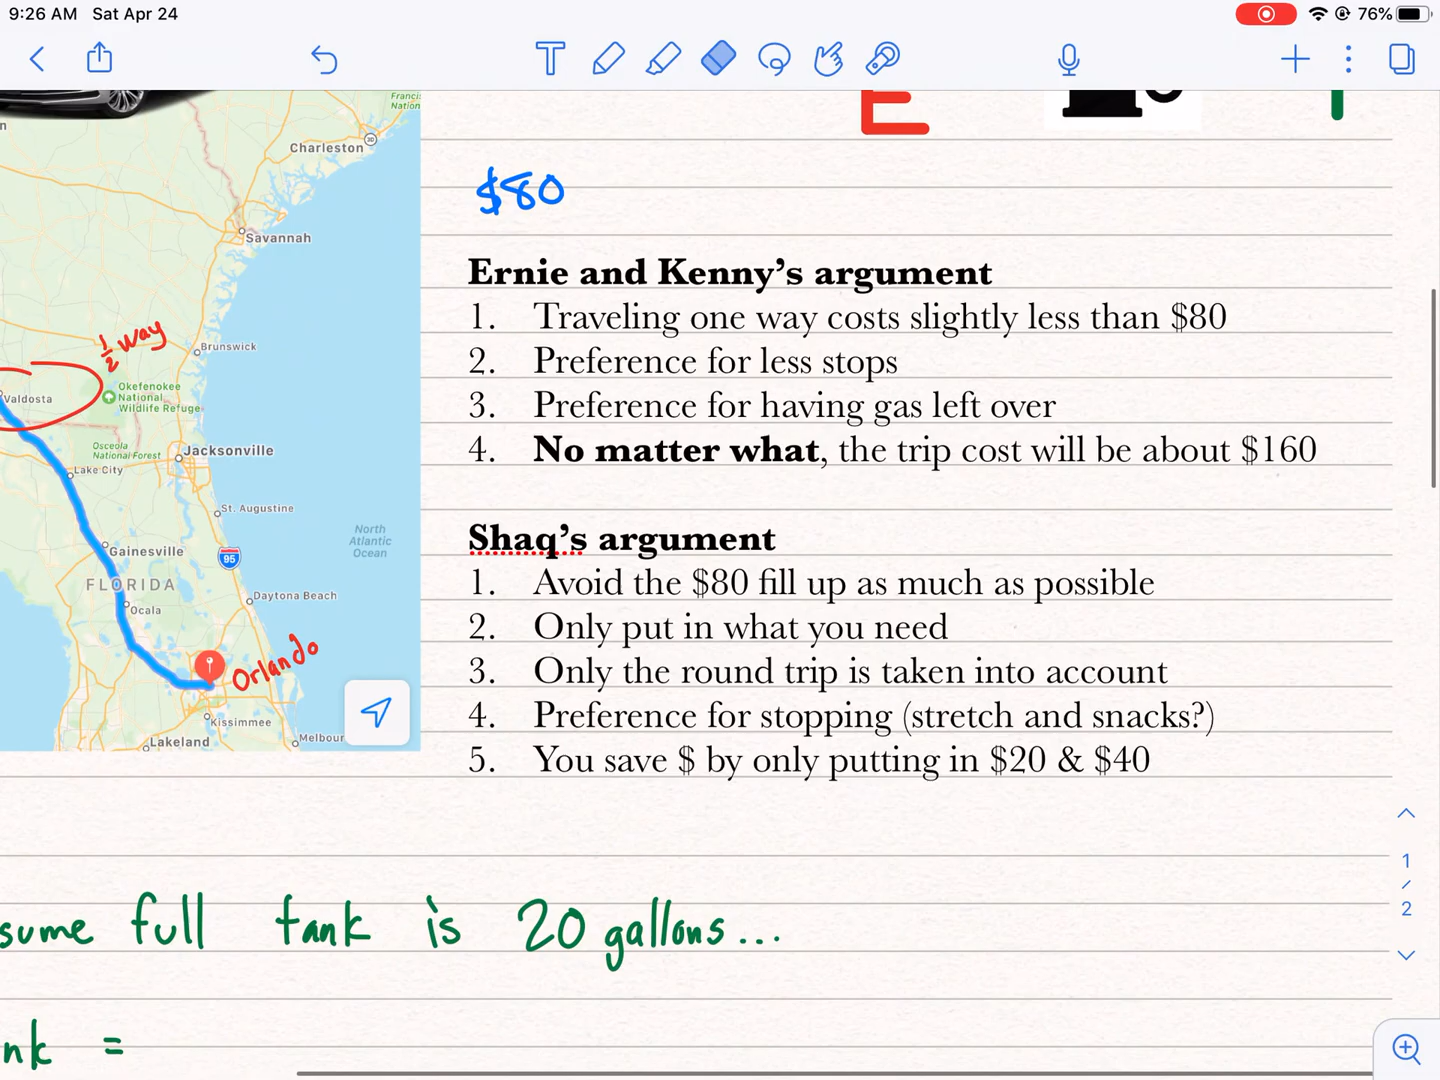 9:26 AM Sat Apr 24
76%
Charleston
Savannah
½ way
Brunswick
Okefenokee
National
Wildlife Refuge
Valdosta
Osceola
National Forest
Jacksonville
Lake City
St. Augustine
North
Atlantic
Ocean
Gainesville
95
FLORIDA
Ocala
Daytona Beach
Orlando
Kissimmee
Lakeland
E
$80
Ernie and Kenny’s argument
1. Traveling one way costs slightly less than $80
2. Preference for less stops
3. Preference for having gas left over
4. No matter what, the trip cost will be about $160
Shaq’s argument
1. Avoid the $80 fill up as much as possible
2. Only put in what you need
3. Only the round trip is taken into account
4. Preference for stopping (stretch and snacks?)
5. You save $ by only putting in $20 & $40
sume full tank is 20 gallons...
nk =
1
/
2